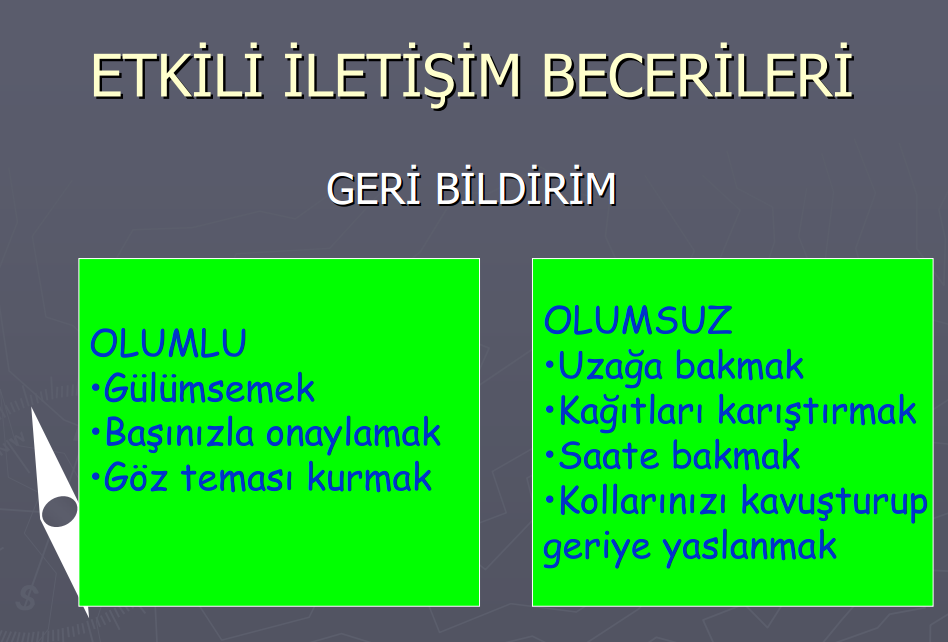 ETKİLİ İLETİŞİM BECERİLERİ
GERİ BİLDİRİM
OLUMLU
•Gülümsemek
•Başınızla onaylamak
•Göz teması kurmak
OLUMSUZ
•Uzağa bakmak
•Kağıtları karıştırmak
•Saate bakmak
•Kollarınızı kavuşturup
geriye yaslanmak